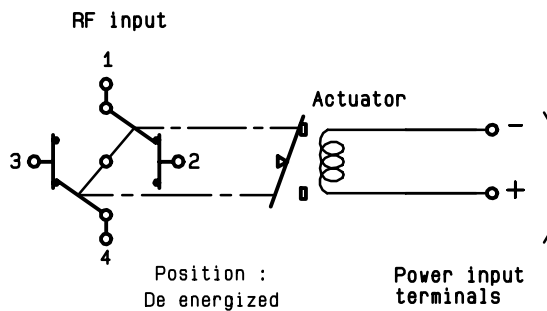 RF input
1
Actuator
-
3
2
+
4
Position :
De energized
Power input
terminals